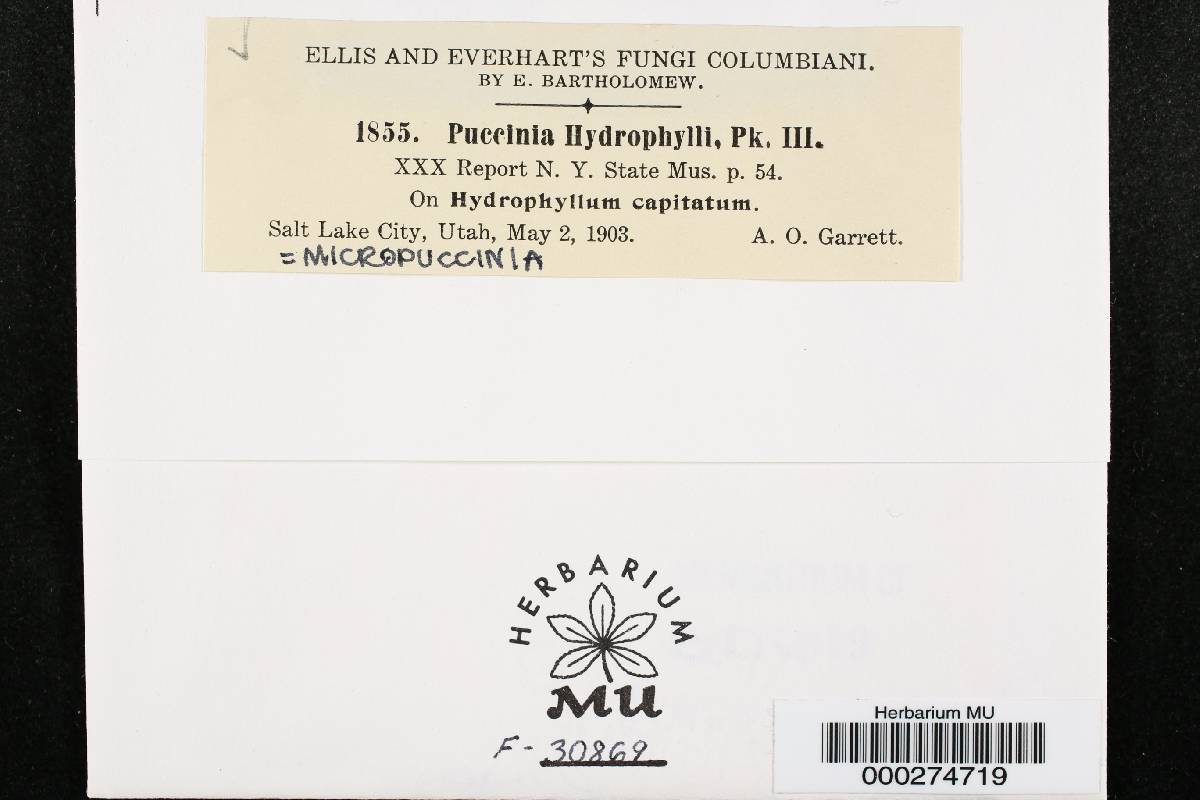 ELLIS AND EVERHART'S FUNGI COLUMBIANI.
BY E. BARTHOLOMEW.
1855. Puccinia Hydrophylli, Pk. III.
XXX Report N. Y. State Mus. p. 54.
On Hydrophyllum capitatum.
Salt Lake City, Utah, May 2, 1903. A. O. Garrett.
= MICROPUCCINIA
HERBARIUM
MU
F- 30869
Herbarium MU
000274719